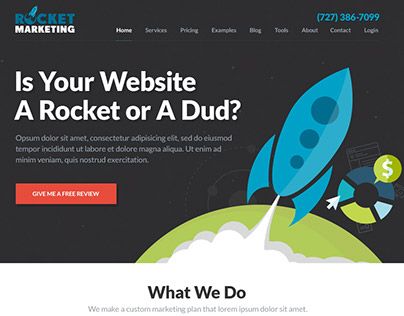 ROCKET
MARKETING
(727) 386-7099
Home Services Pricing Examples Blog Tools About Contact Login
Is Your Website
A Rocket or A Dud?
Opsum dolor sit amet, consectetur adipisicing elit, sed do eiusmod
tempor incididunt ut labore et dolore magna aliqua. Ut enim ad
minim veniam, quis nostrud exercitation.
$
GIVE ME A FREE REVIEW
What We Do
We make a custom marketing plan that lorem ipsum dolor sit amet.